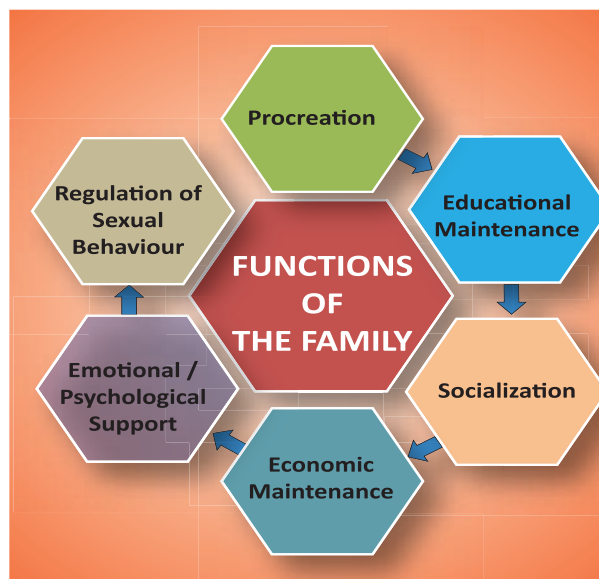 Procreation
Educational
Maintenance
Socialization
Economic
Maintenance
Emotional /
Psychological
Support
Regulation of
Sexual
Behaviour
FUNCTIONS
OF
THE FAMILY